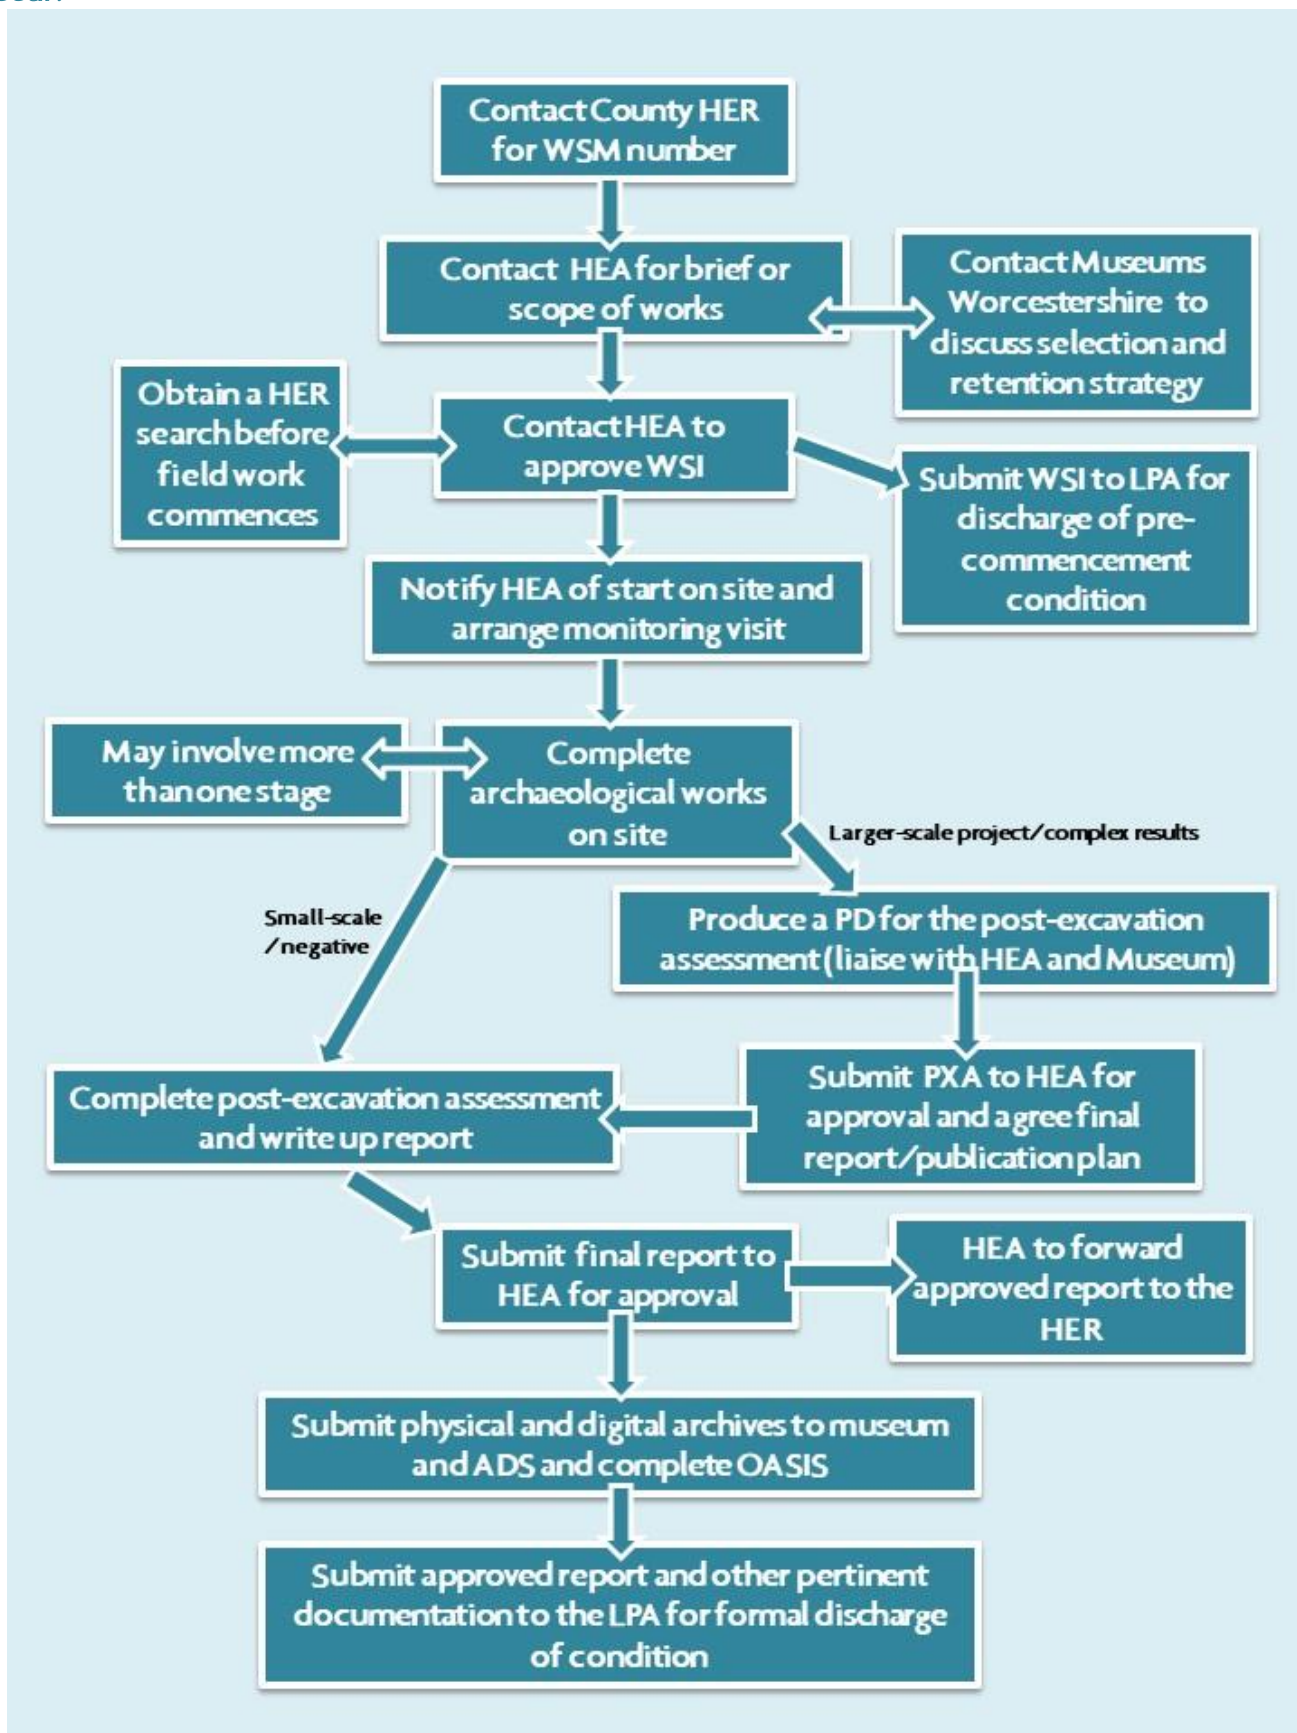 Contact County HER
for WSM number
Contact HEA for brief or
scope of works
Contact Museums
Worcestershire to
discuss selection and
retention strategy
Obtain a HER
search before
field work
commences
Contact HEA to
approve WSI
Submit WSI to LPA for
discharge of pre-
commencement
condition
Notify HEA of start on site and
arrange monitoring visit
May involve more
than one stage
Complete
archaeological works
on site
Larger-scale project/complex results
Small-scale
/negative
Produce a PD for the post-excavation
assessment (liaise with HEA and Museum)
Submit PXA to HEA for
approval and agree final
report/publication plan
Complete post-excavation assessment
and write up report
Submit final report to
HEA for approval
HEA to forward
approved report to the
HER
Submit physical and digital archives to museum
and ADS and complete OASIS
Submit approved report and other pertinent
documentation to the LPA for formal discharge
of condition